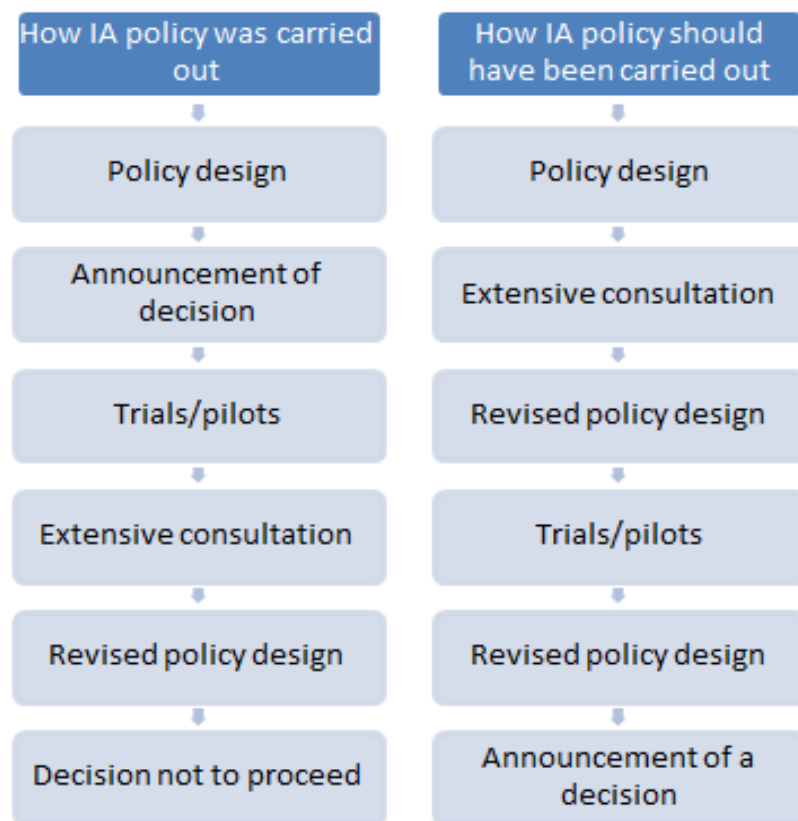 How IA policy was carried
out
Policy design
Announcement of
decision
Trials/pilots
Extensive consultation
Revised policy design
Decision not to proceed
How IA policy should
have been carried out
Policy design
Extensive consultation
Revised policy design
Trials/pilots
Revised policy design
Announcement of a
decision